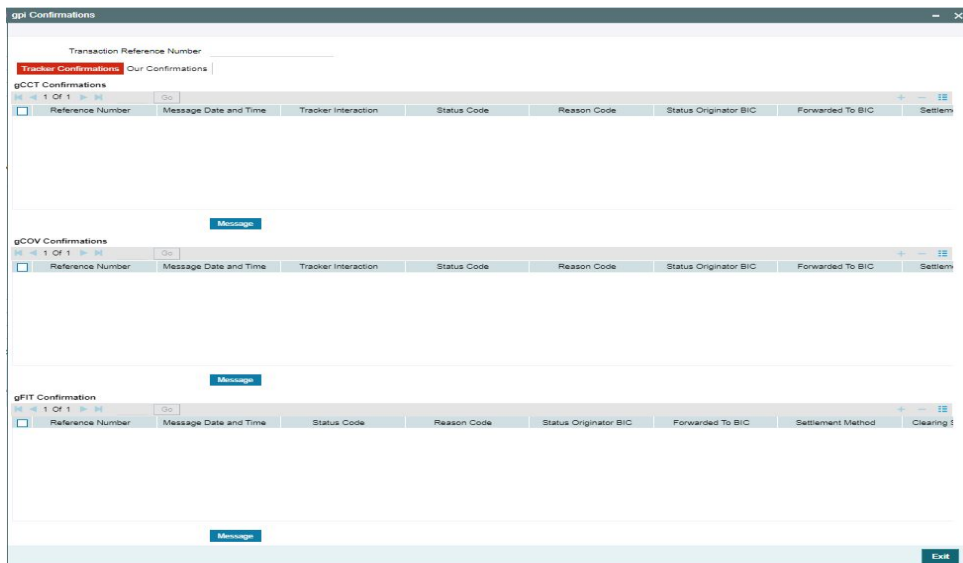 gpi Confirmations
Transaction Reference Number
Tracker Confirmations Our Confirmations
gCCT Confirmations
1 Of 1 Go
Reference Number Message Date and Time Tracker Interaction Status Code Reason Code Status Originator BIC Forwarded To BIC Settlem
Message
gCOV Confirmations
1 Of 1 Go
Reference Number Message Date and Time Tracker Interaction Status Code Reason Code Status Originator BIC Forwarded To BIC Settlem
Message
gFIT Confirmation
1 Of 1 Go
Reference Number Message Date and Time Status Code Reason Code Status Originator BIC Forwarded To BIC Settlement Method Clearing S
Message
Exit